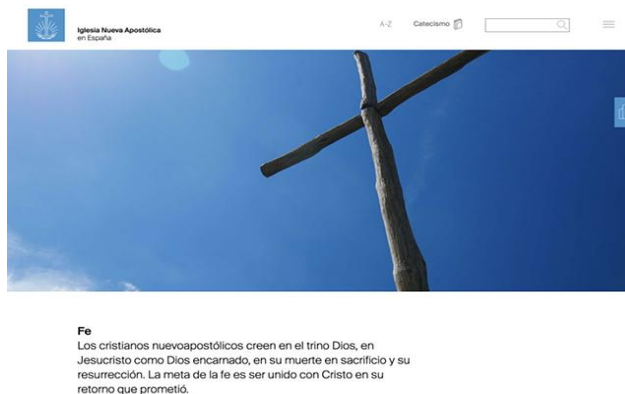 Iglesia Nueva Apostólica
en España
A-Z
Catecismo
Fe
Los cristianos nuevoapostólicos creen en el trino Dios, en
Jesucristo como Dios encarnado, en su muerte en sacrificio y su
resurrección. La meta de la fe es ser unido con Cristo en su
retorno que prometió.